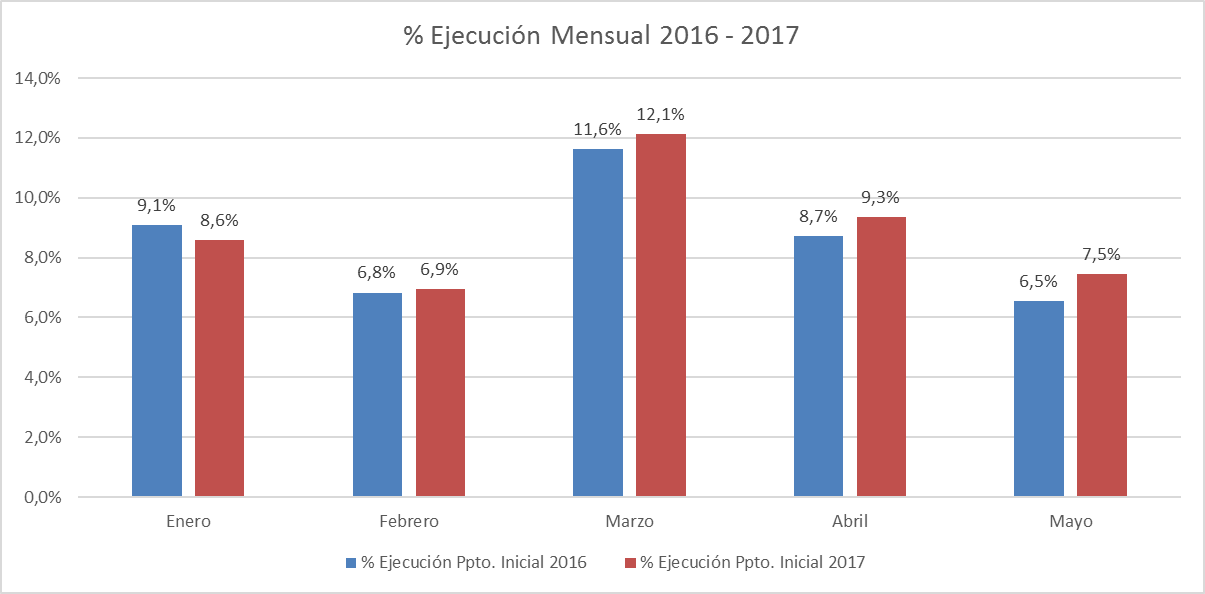 % Ejecución Mensual 2016 - 2017
14,0%
12,0%
10,0%
8,0%
6,0%
4,0%
2,0%
0,0%
9,1%
8,6%
6,8%
6,9%
11,6%
12,1%
8,7%
9,3%
6,5%
7,5%
Enero
Febrero
Marzo
Abril
Mayo
% Ejecución Ppto. Inicial 2016
% Ejecución Ppto. Inicial 2017